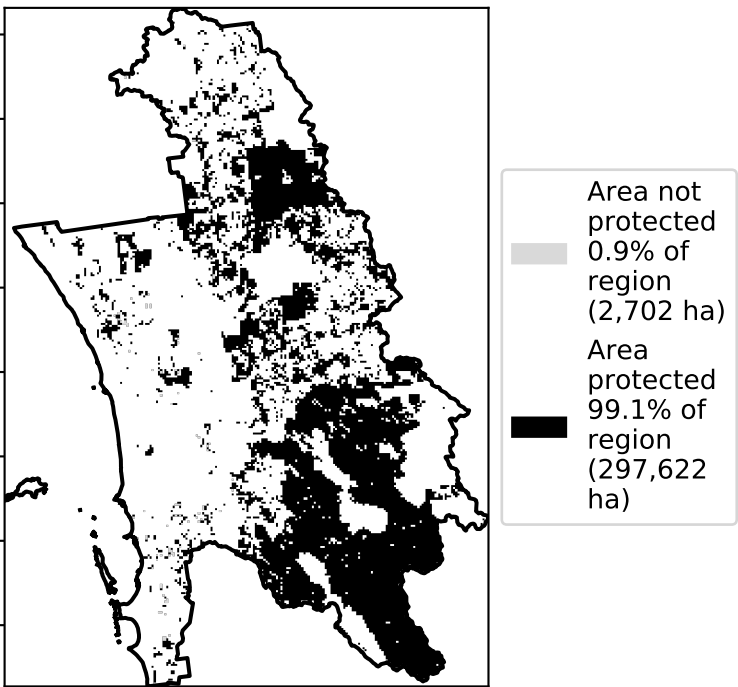 Area not
protected
0.9% of
region
(2,702 ha)
Area
protected
99.1% of
region
(297,622
ha)